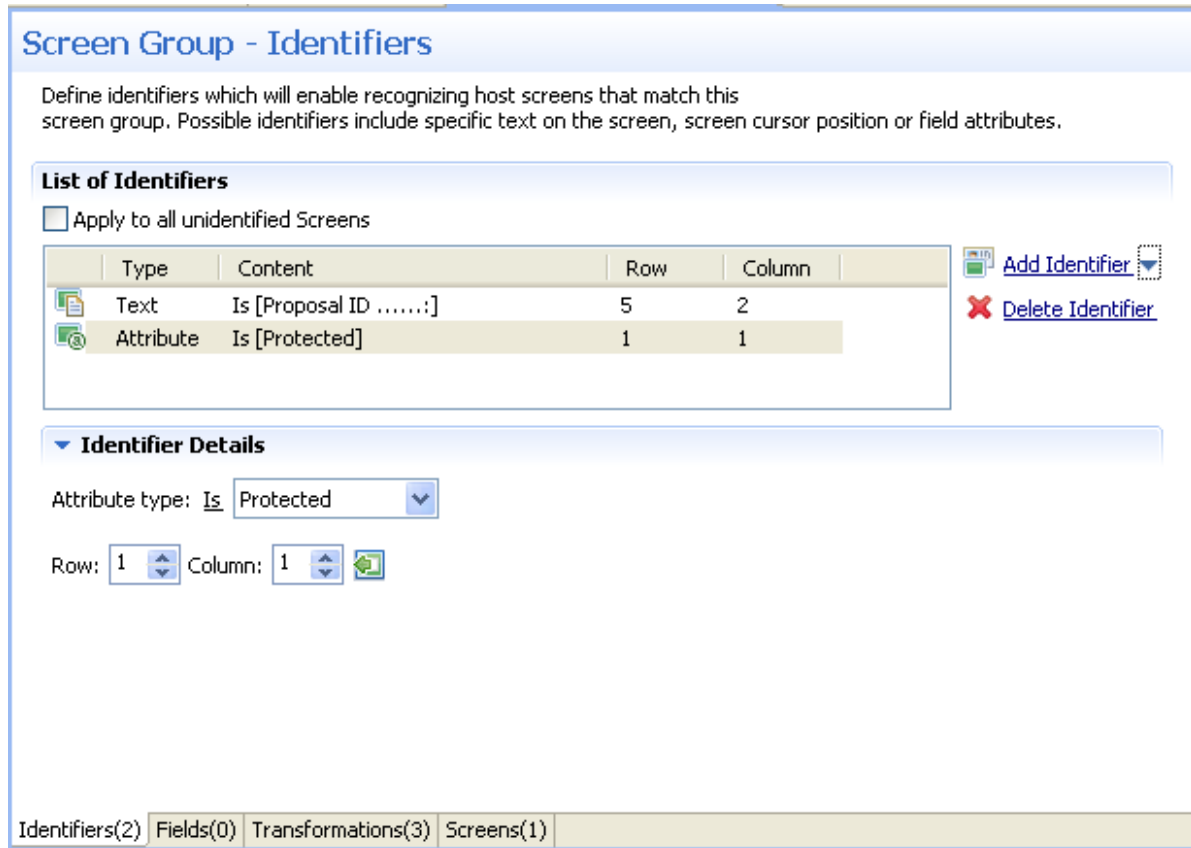 Screen Group - Identifiers
Define identifiers which will enable recognizing host screens that match this
screen group. Possible identifiers include specific text on the screen, screen cursor position or field attributes.
List of Identifiers
Apply to all unidentified Screens
Type Content Row Column
Add Identifier
Text Is [Proposal ID ......:] 5 2
Delete Identifier
Attribute Is [Protected] 1 1
Identifier Details
Attribute type: Is Protected
Row: 1 Column: 1
Identifiers(2) Fields(0) Transformations(3) Screens(1)